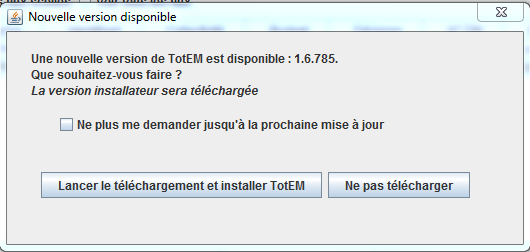 Nouvelle version disponible
Une nouvelle version de TotEM est disponible : 1.6.785.
Que souhaitez-vous faire ?
La version installateur sera téléchargée
Ne plus me demander jusqu'à la prochaine mise à jour
Lancer le téléchargement et installer TotEM
Ne pas télécharger